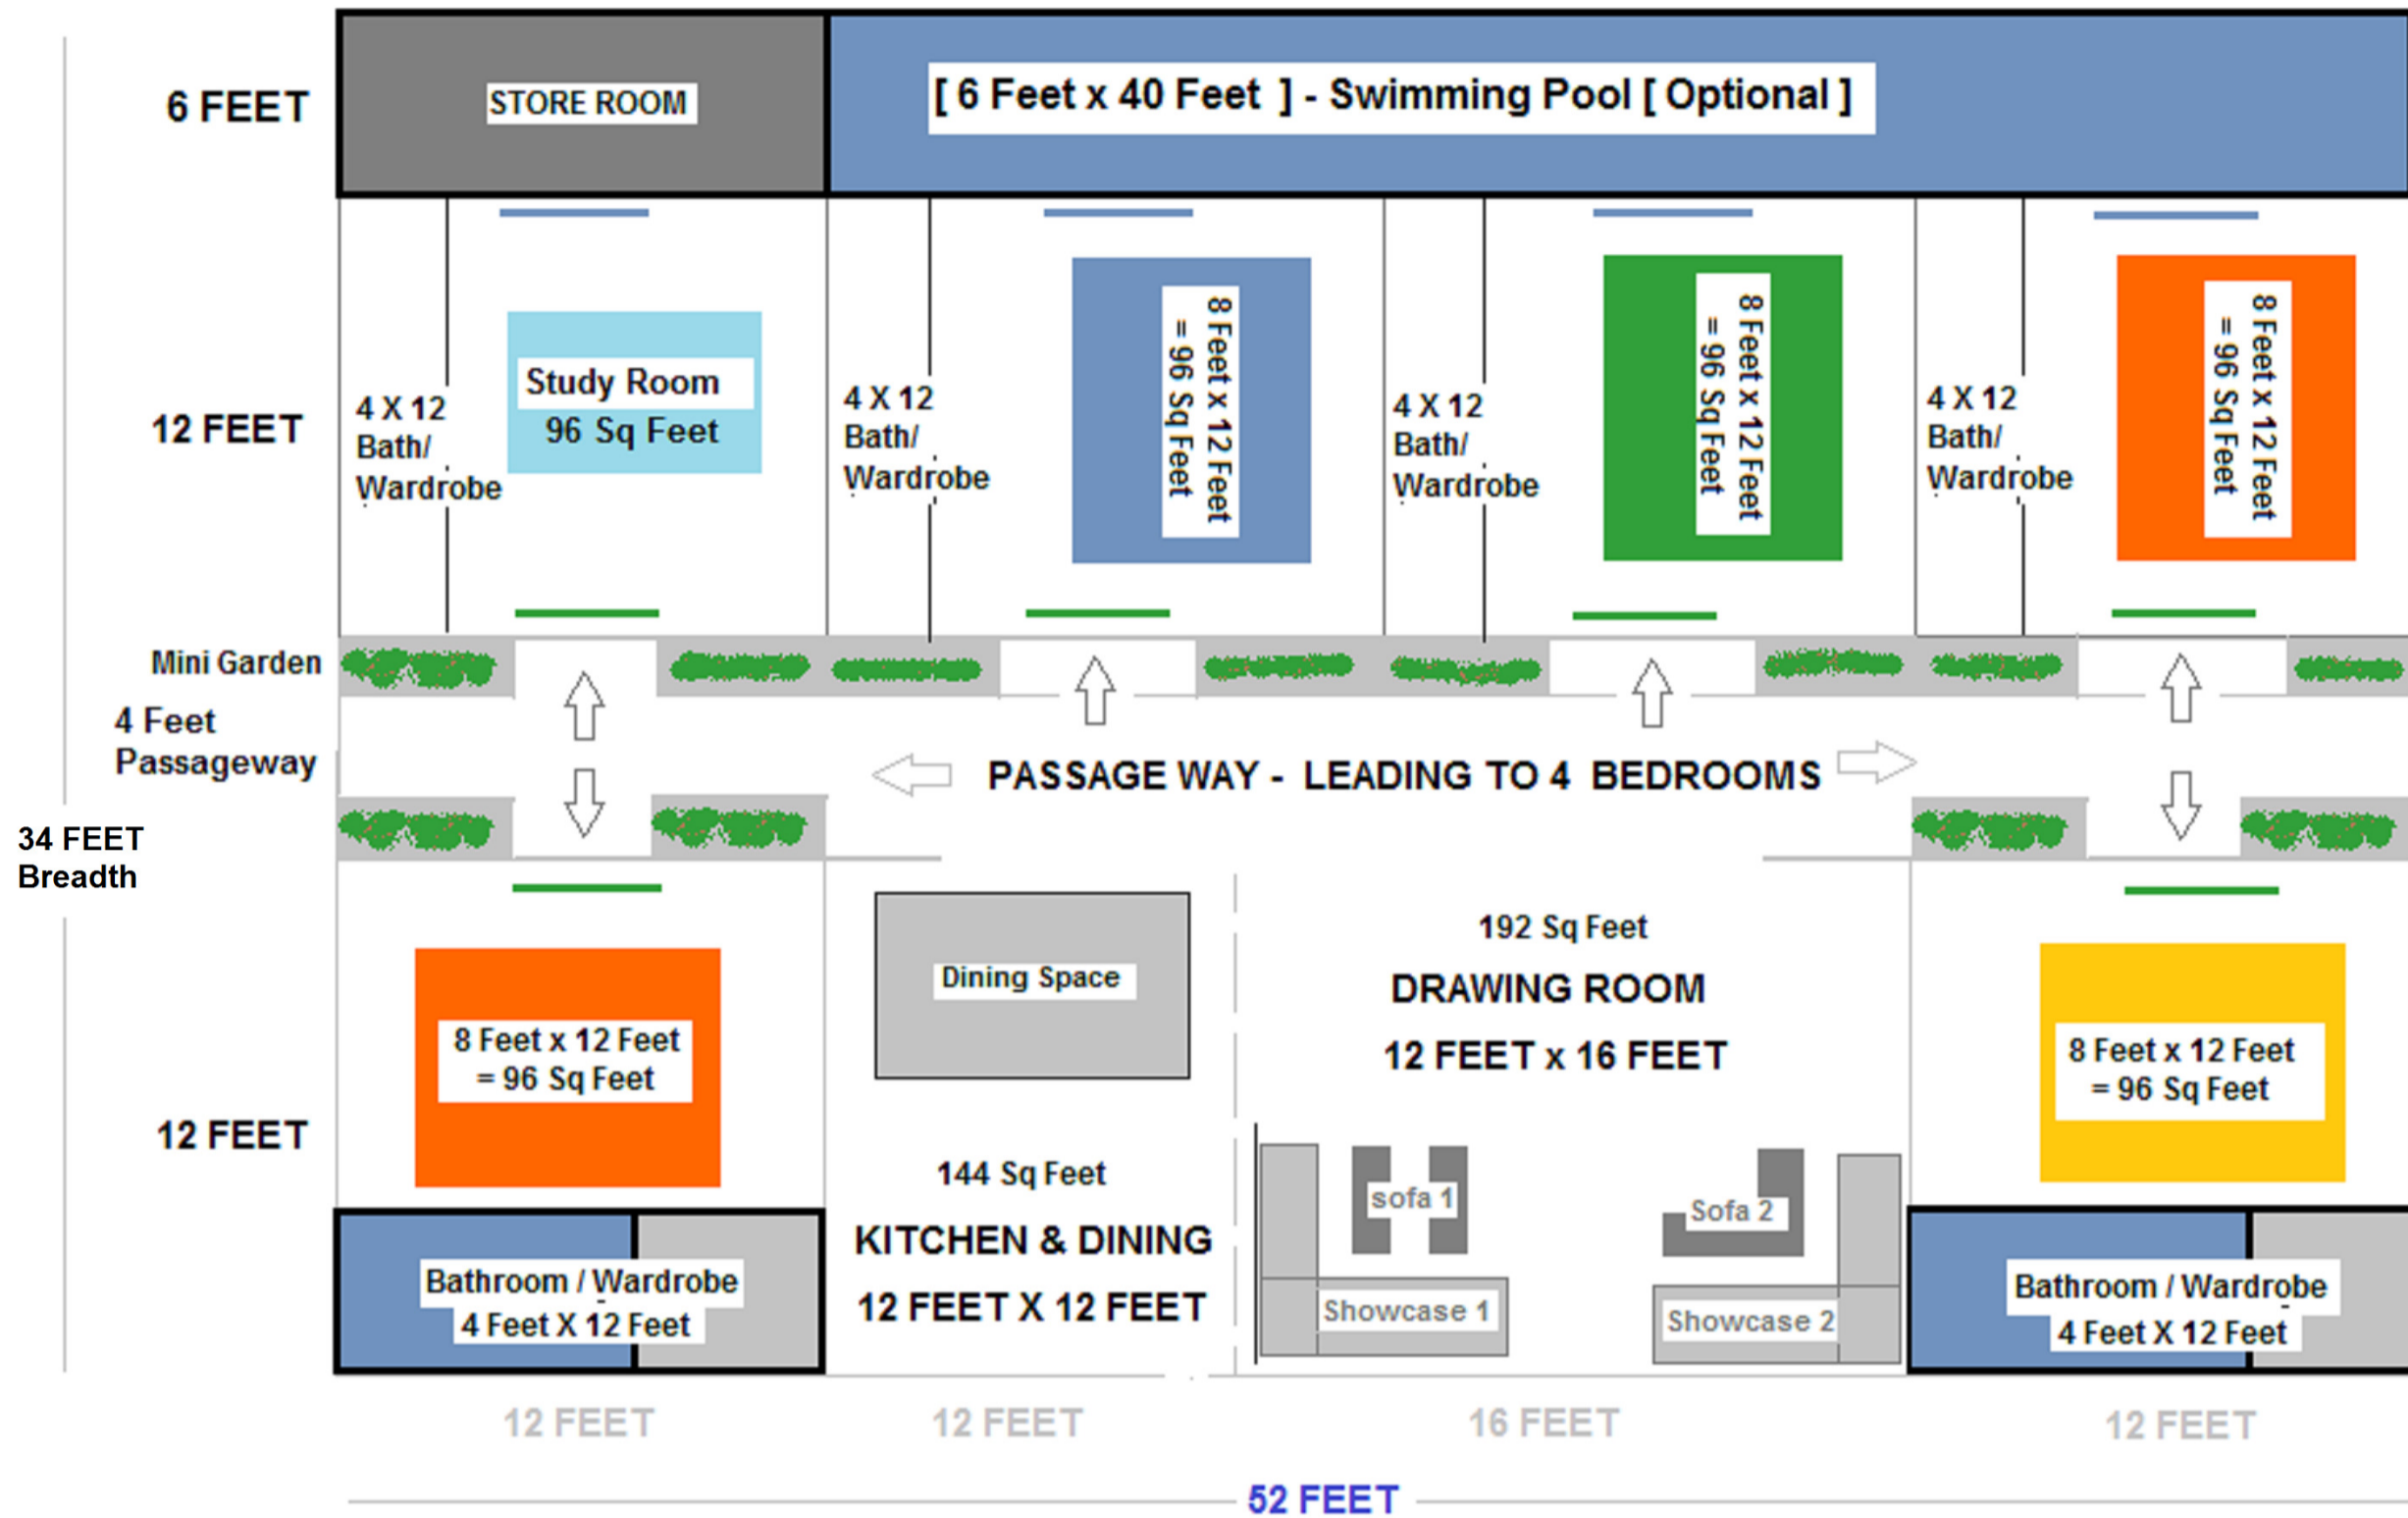 6 FEET
STORE ROOM
[ 6 Feet x 40 Feet ] - Swimming Pool [ Optional ]
12 FEET
4 X 12
Bath/
Wardrobe
Study Room
96 Sq Feet
4 X 12
Bath/
Wardrobe
8 Feet x 12 Feet
= 96 Sq Feet
4 X 12
Bath/
Wardrobe
8 Feet x 12 Feet
= 96 Sq Feet
4 X 12
Bath/
Wardrobe
8 Feet x 12 Feet
= 96 Sq Feet
Mini Garden
4 Feet
Passageway
PASSAGE WAY - LEADING TO 4 BEDROOMS
34 FEET
Breadth
12 FEET
8 Feet x 12 Feet
= 96 Sq Feet
Bathroom / Wardrobe
4 Feet X 12 Feet
Dining Space
144 Sq Feet
KITCHEN & DINING
12 FEET X 12 FEET
192 Sq Feet
DRAWING ROOM
12 FEET x 16 FEET
sofa 1
Sofa 2
Showcase 1
Showcase 2
8 Feet x 12 Feet
= 96 Sq Feet
Bathroom / Wardrobe
4 Feet X 12 Feet
12 FEET
12 FEET
16 FEET
12 FEET
52 FEET